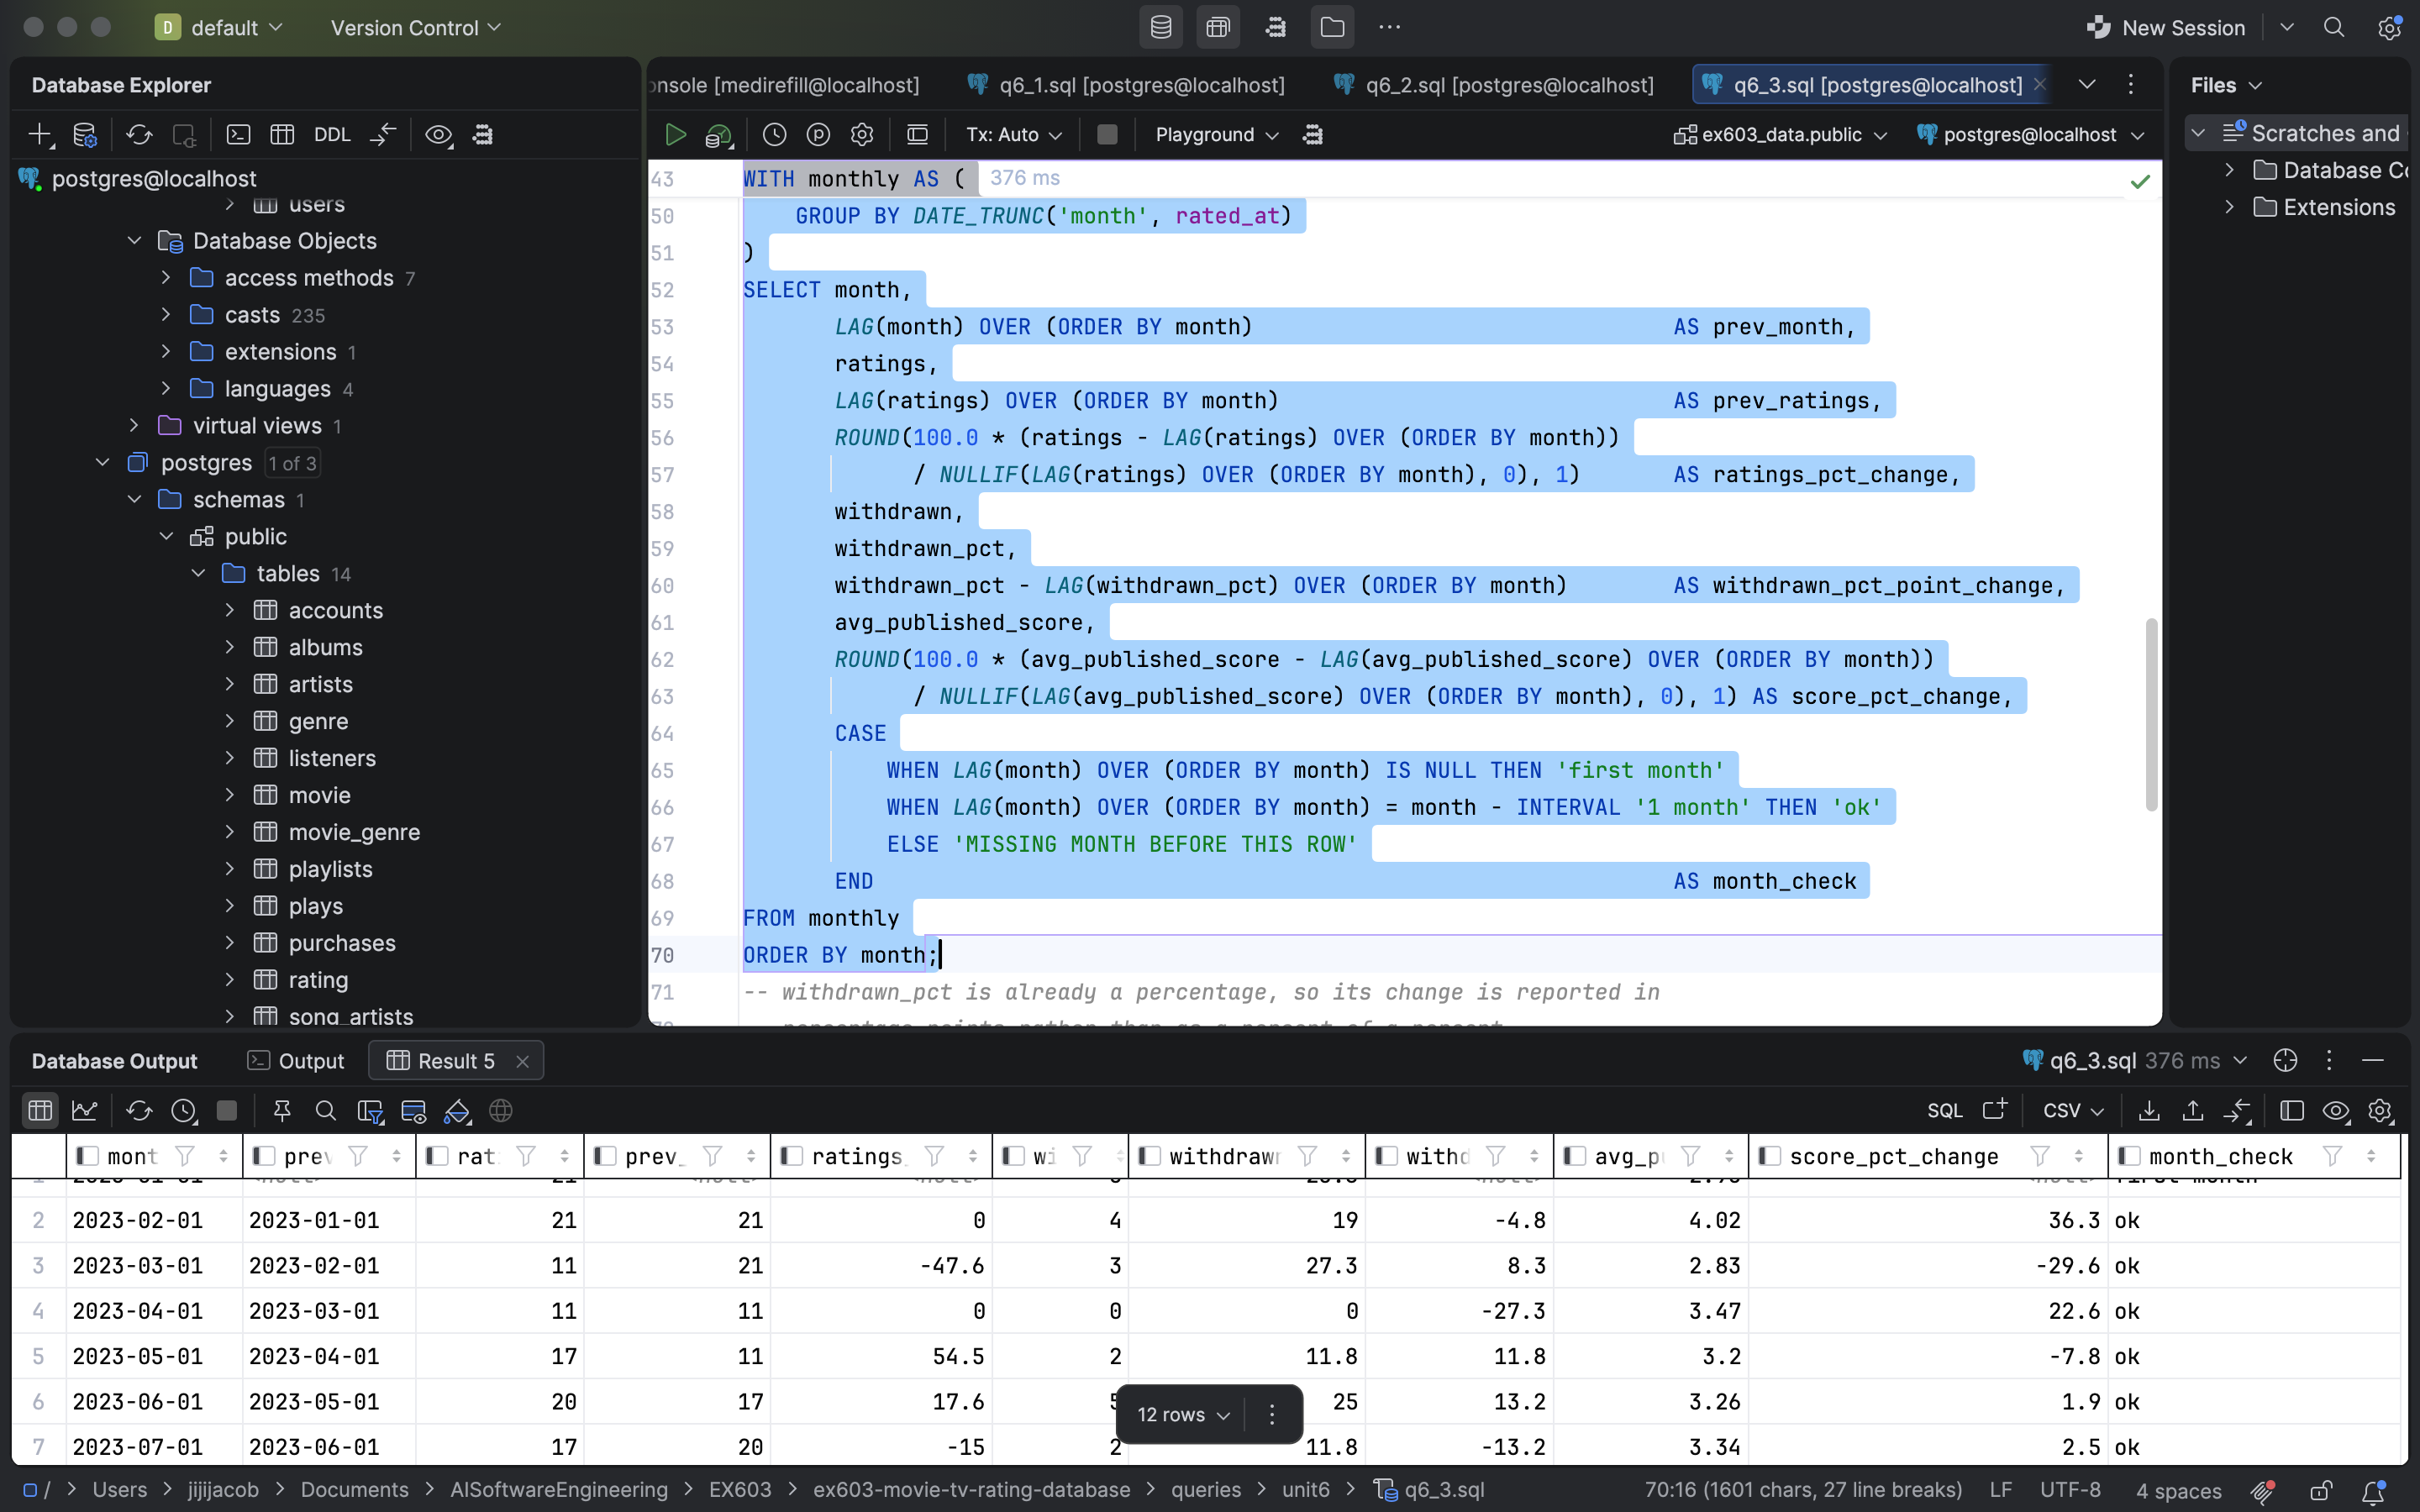 D default
Version Control
New Session
Database Explorer
DDL
postgres@localhost
users
Database Objects
access methods 7
casts 235
extensions 1
languages 4
virtual views 1
postgres 1 of 3
schemas 1
public
tables 14
accounts
albums
artists
genre
listeners
movie
movie_genre
playlists
plays
purchases
rating
song_artists
onsole [medirefill@localhost]
q6_1.sql [postgres@localhost]
q6_2.sql [postgres@localhost]
q6_3.sql [postgres@localhost]
Tx: Auto
Playground
ex603_data.public
postgres@localhost
43 WITH monthly AS ( 376 ms
50 GROUP BY DATE_TRUNC('month', rated_at)
51 )
52 SELECT month,
53 LAG(month) OVER (ORDER BY month) AS prev_month,
54 ratings,
55 LAG(ratings) OVER (ORDER BY month) AS prev_ratings,
56 ROUND(100.0 * (ratings - LAG(ratings) OVER (ORDER BY month))
57 / NULLIF(LAG(ratings) OVER (ORDER BY month), 0), 1) AS ratings_pct_change,
58 withdrawn,
59 withdrawn_pct,
60 withdrawn_pct - LAG(withdrawn_pct) OVER (ORDER BY month) AS withdrawn_pct_point_change,
61 avg_published_score,
62 ROUND(100.0 * (avg_published_score - LAG(avg_published_score) OVER (ORDER BY month))
63 / NULLIF(LAG(avg_published_score) OVER (ORDER BY month), 0), 1) AS score_pct_change,
64 CASE
65 WHEN LAG(month) OVER (ORDER BY month) IS NULL THEN 'first month'
66 WHEN LAG(month) OVER (ORDER BY month) = month - INTERVAL '1 month' THEN 'ok'
67 ELSE 'MISSING MONTH BEFORE THIS ROW'
68 END AS month_check
69 FROM monthly
70 ORDER BY month;
71 -- withdrawn_pct is already a percentage, so its change is reported in
Files
Scratches and
Database Co
Extensions
Database Output
Output
Result 5
q6_3.sql 376 ms
SQL
CSV
mont prev rat prev_ ratings_ wi withdrawn withd avg_p score_pct_change month_check
2 2023-02-01 2023-01-01 21 21 0 4 19 -4.8 4.02 36.3 ok
3 2023-03-01 2023-02-01 11 21 -47.6 3 27.3 8.3 2.83 -29.6 ok
4 2023-04-01 2023-03-01 11 11 0 0 0 -27.3 3.47 22.6 ok
5 2023-05-01 2023-04-01 17 11 54.5 2 11.8 11.8 3.2 -7.8 ok
6 2023-06-01 2023-05-01 20 17 17.6 5 25 13.2 3.26 1.9 ok
7 2023-07-01 2023-06-01 17 20 -15 2 11.8 -13.2 3.34 2.5 ok
12 rows
/ Users jijijacob Documents AISoftwareEngineering EX603 ex603-movie-tv-rating-database queries unit6 q6_3.sql
70:16 (1601 chars, 27 line breaks) LF UTF-8 4 spaces